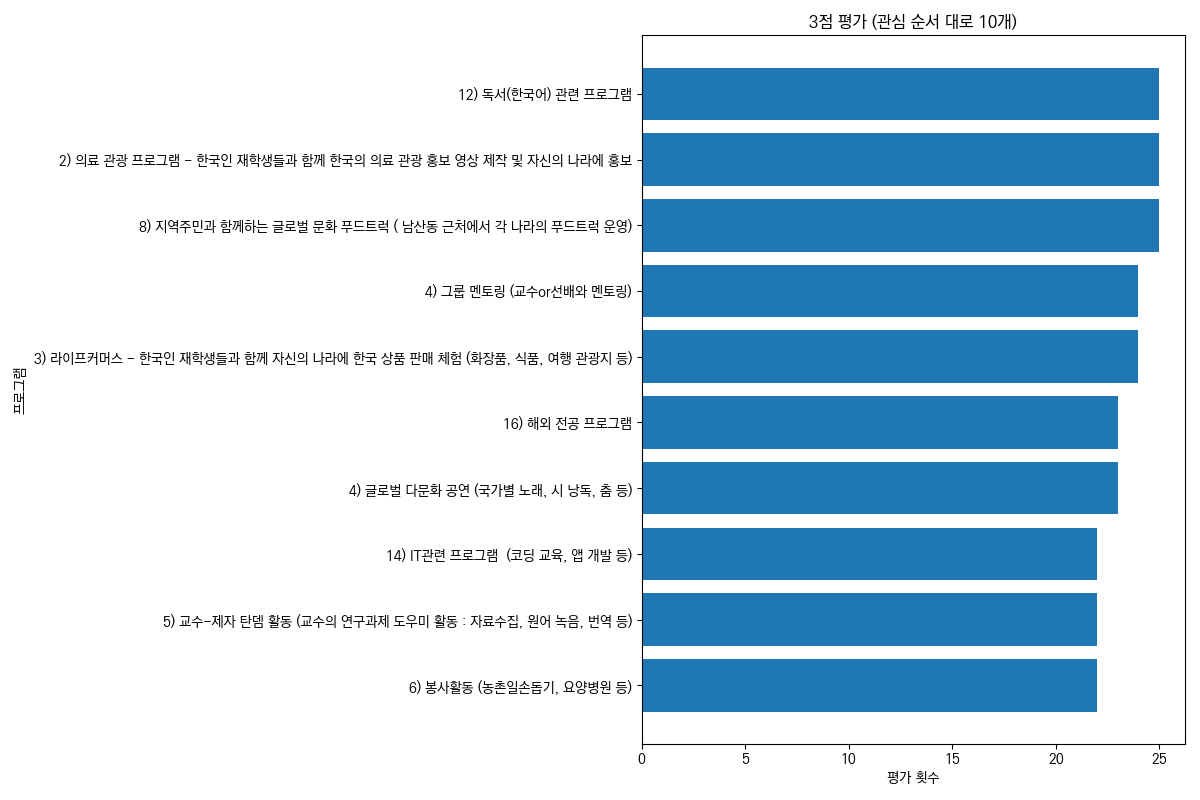 3점 평가 (관심 순서 대로 10개)
12) 독서(한국어) 관련 프로그램
2) 의료 관광 프로그램 - 한국인 재학생들과 함께 한국의 의료 관광 홍보 영상 제작 및 자신의 나라에 홍보
8) 지역주민과 함께하는 글로벌 문화 푸드트럭 ( 남산동 근처에서 각 나라의 푸드트럭 운영)
4) 그룹 멘토링 (교수or선배와 멘토링)
3) 라이프커머스 - 한국인 재학생들과 함께 자신의 나라에 한국 상품 판매 체험 (화장품, 식품, 여행 관광지 등)
16) 해외 전공 프로그램
4) 글로벌 다문화 공연 (국가별 노래, 시 낭독, 춤 등)
14) IT관련 프로그램  (코딩 교육, 앱 개발 등)
5) 교수-제자 탄뎀 활동 (교수의 연구과제 도우미 활동 : 자료수집, 원어 녹음, 번역 등)
6) 봉사활동 (농촌일손돕기, 요양병원 등)
프로그램
0 5 10 15 20 25
평가 횟수